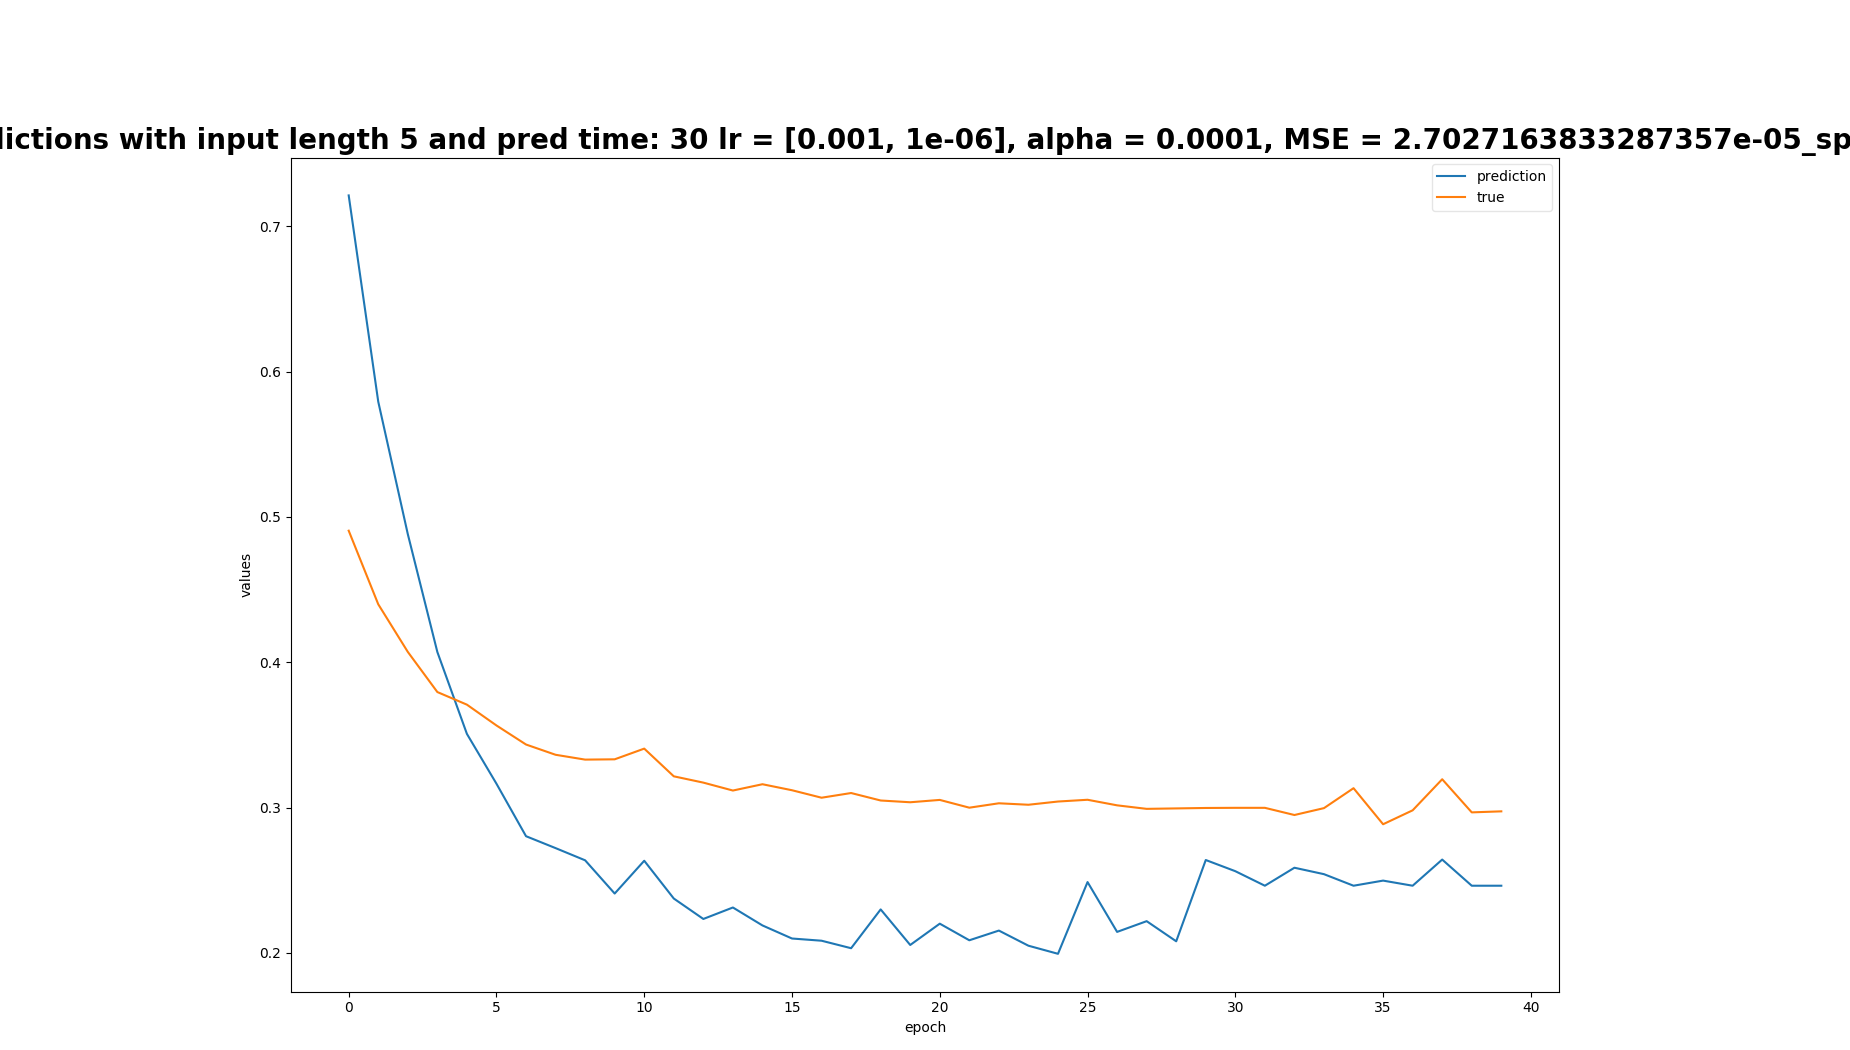 dictions with input length 5 and pred time: 30 lr = [0.001, 1e-06], alpha = 0.0001, MSE = 2.7027163833287357e-05_sp
prediction
true
0.7
0.6
0.5
0.4
0.3
0.2
values
0 5 10 15 20 25 30 35 40
epoch